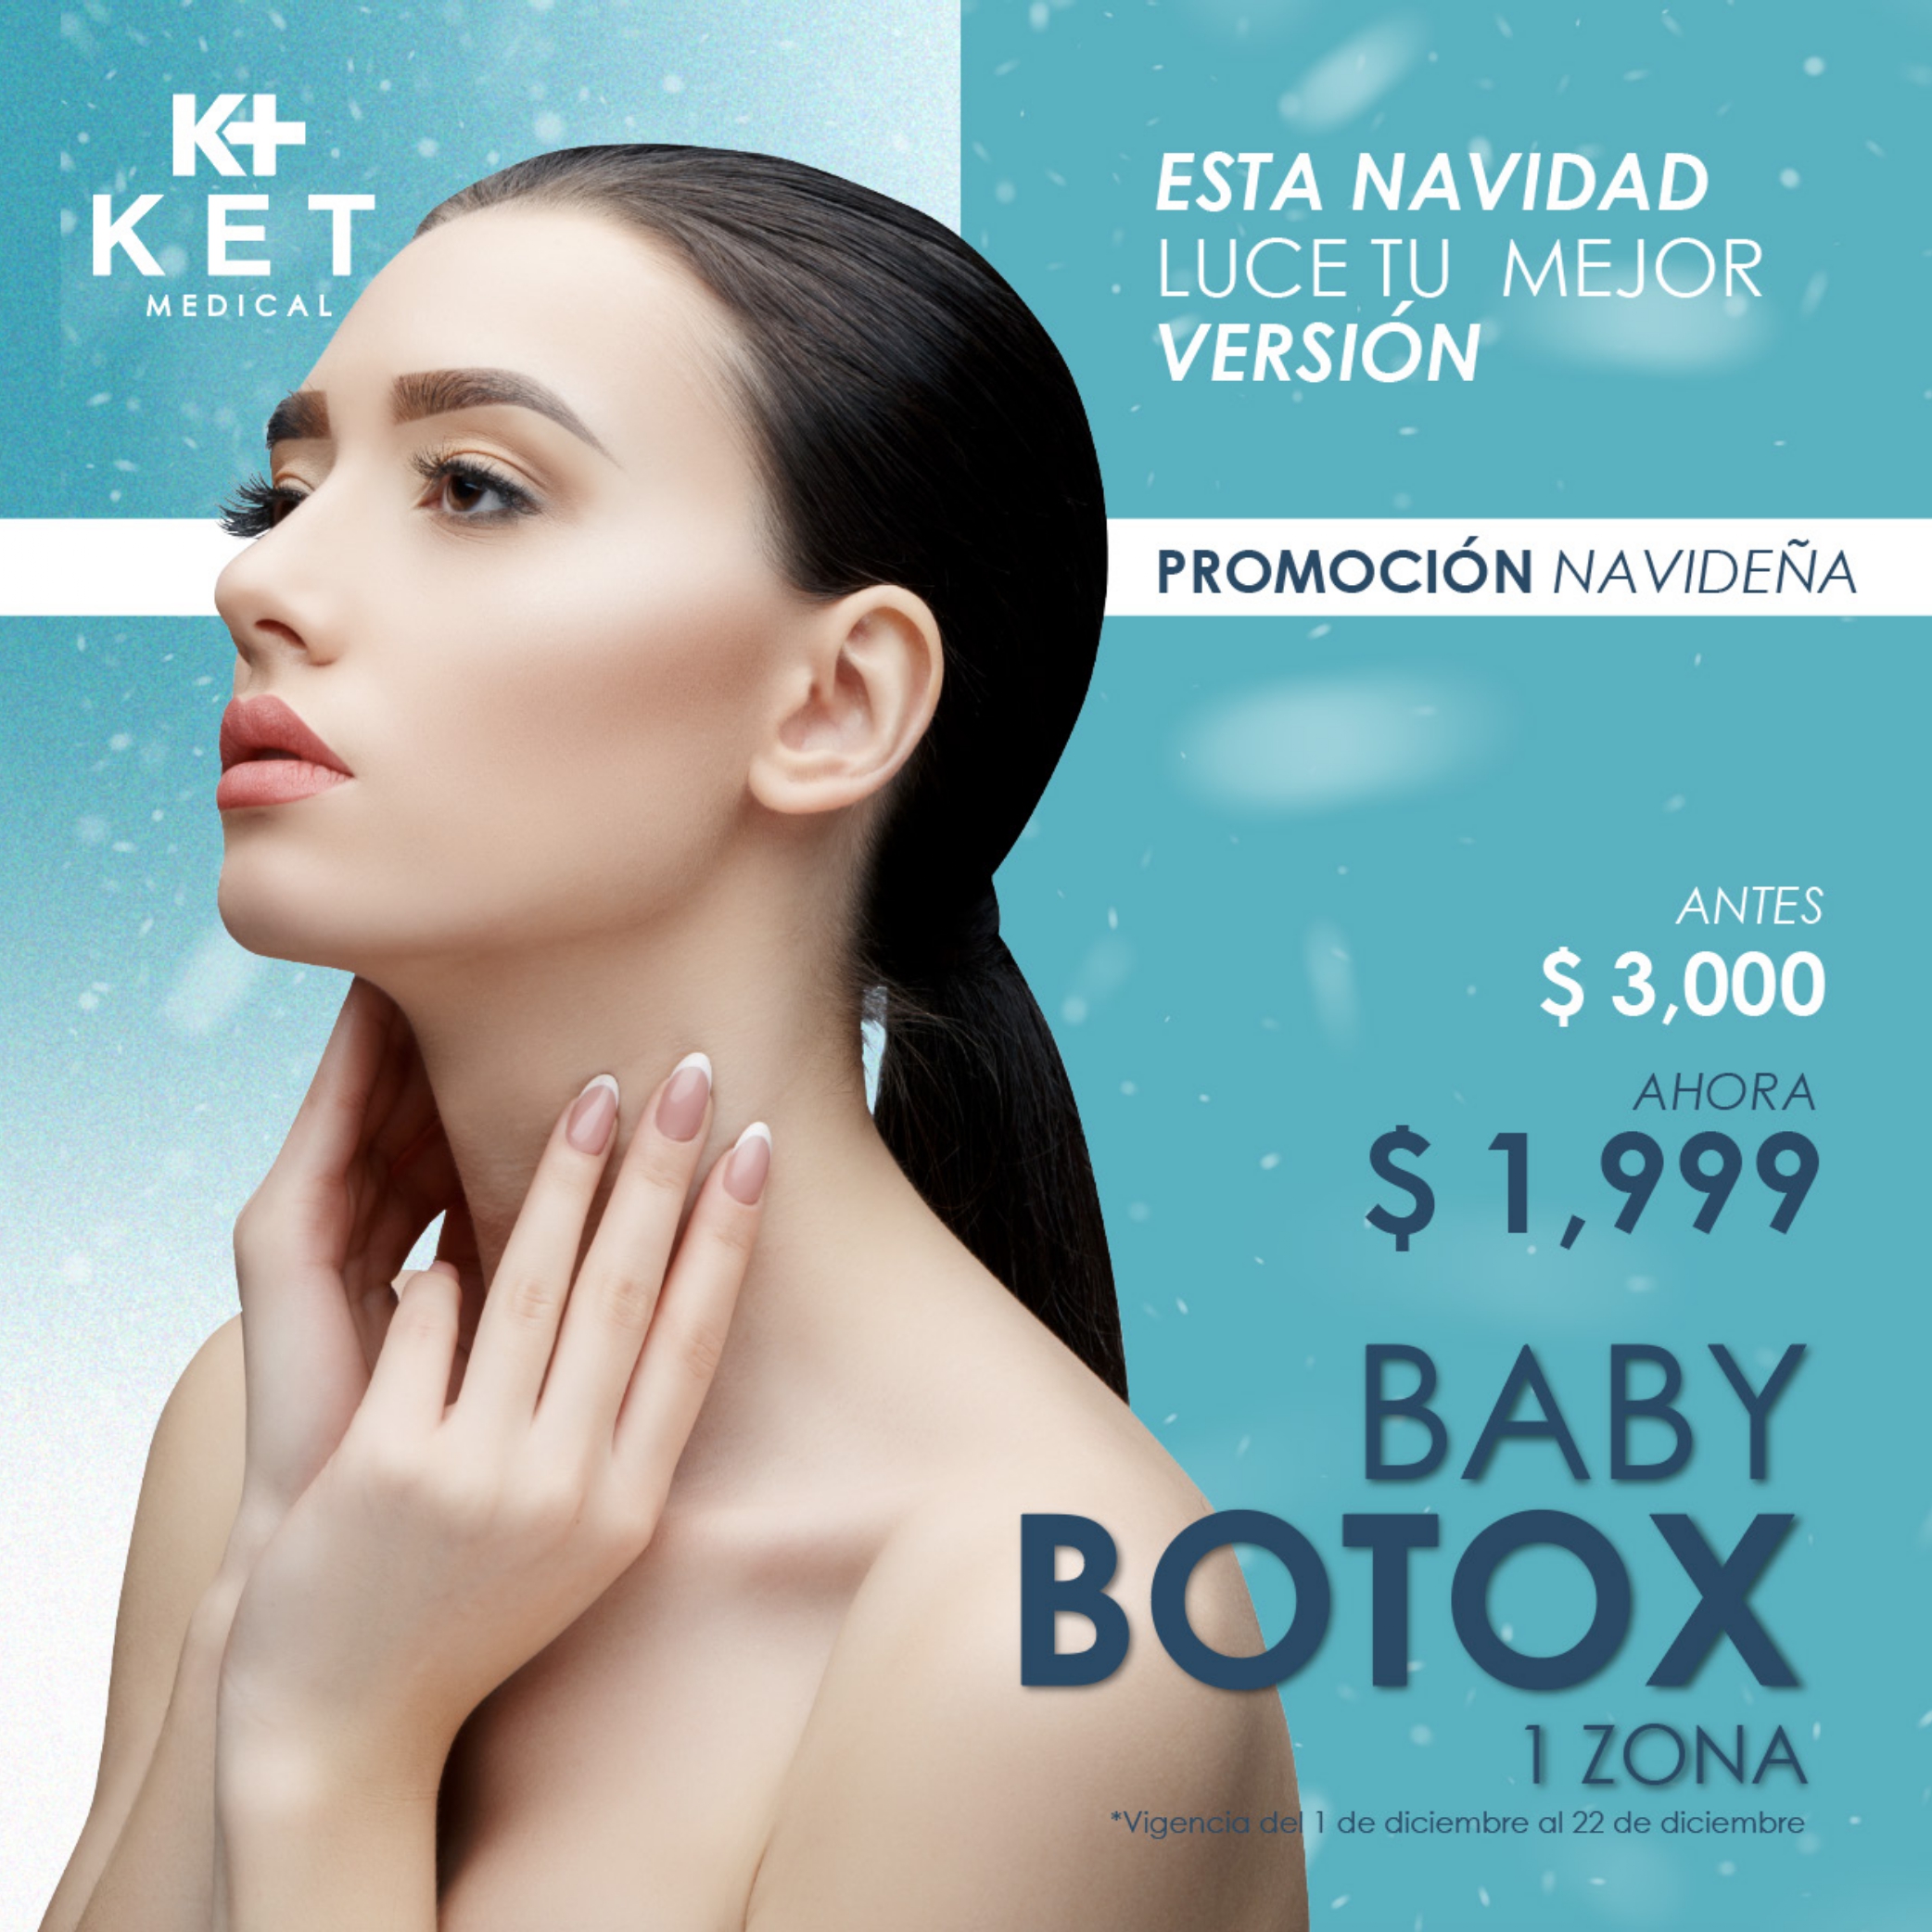 K+
KET
MEDICAL
ESTA NAVIDAD
LUCE TU MEJOR
VERSIÓN
PROMOCIÓN NAVIDEÑA
ANTES
$ 3,000
AHORA
$ 1,999
BABY
BOTOX
1 ZONA
*Vigencia del 1 de diciembre al 22 de diciembre